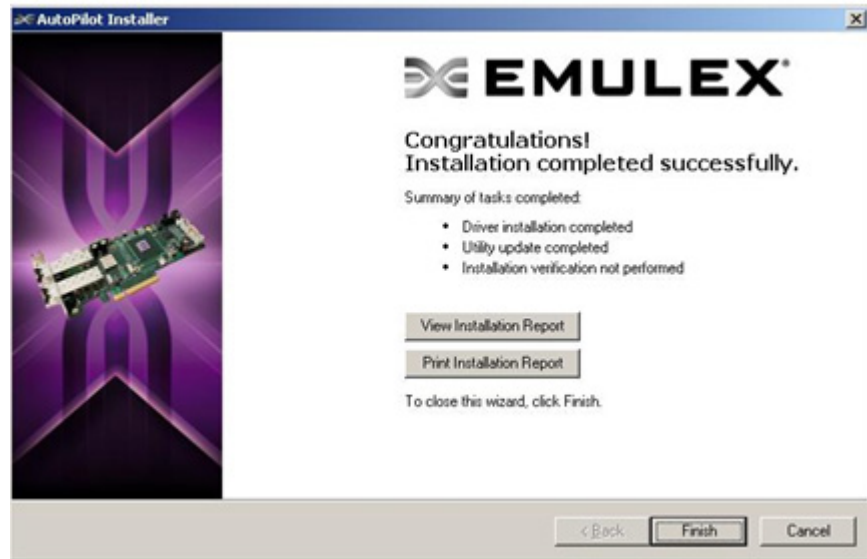 AutoPilot Installer
EMULEX
Congratulations!
Installation completed successfully.
Summary of tasks completed:
• Driver installation completed
• Utility update completed
• Installation verification not performed
View Installation Report
Print Installation Report
To close this wizard, click Finish.
< Back
Finish
Cancel